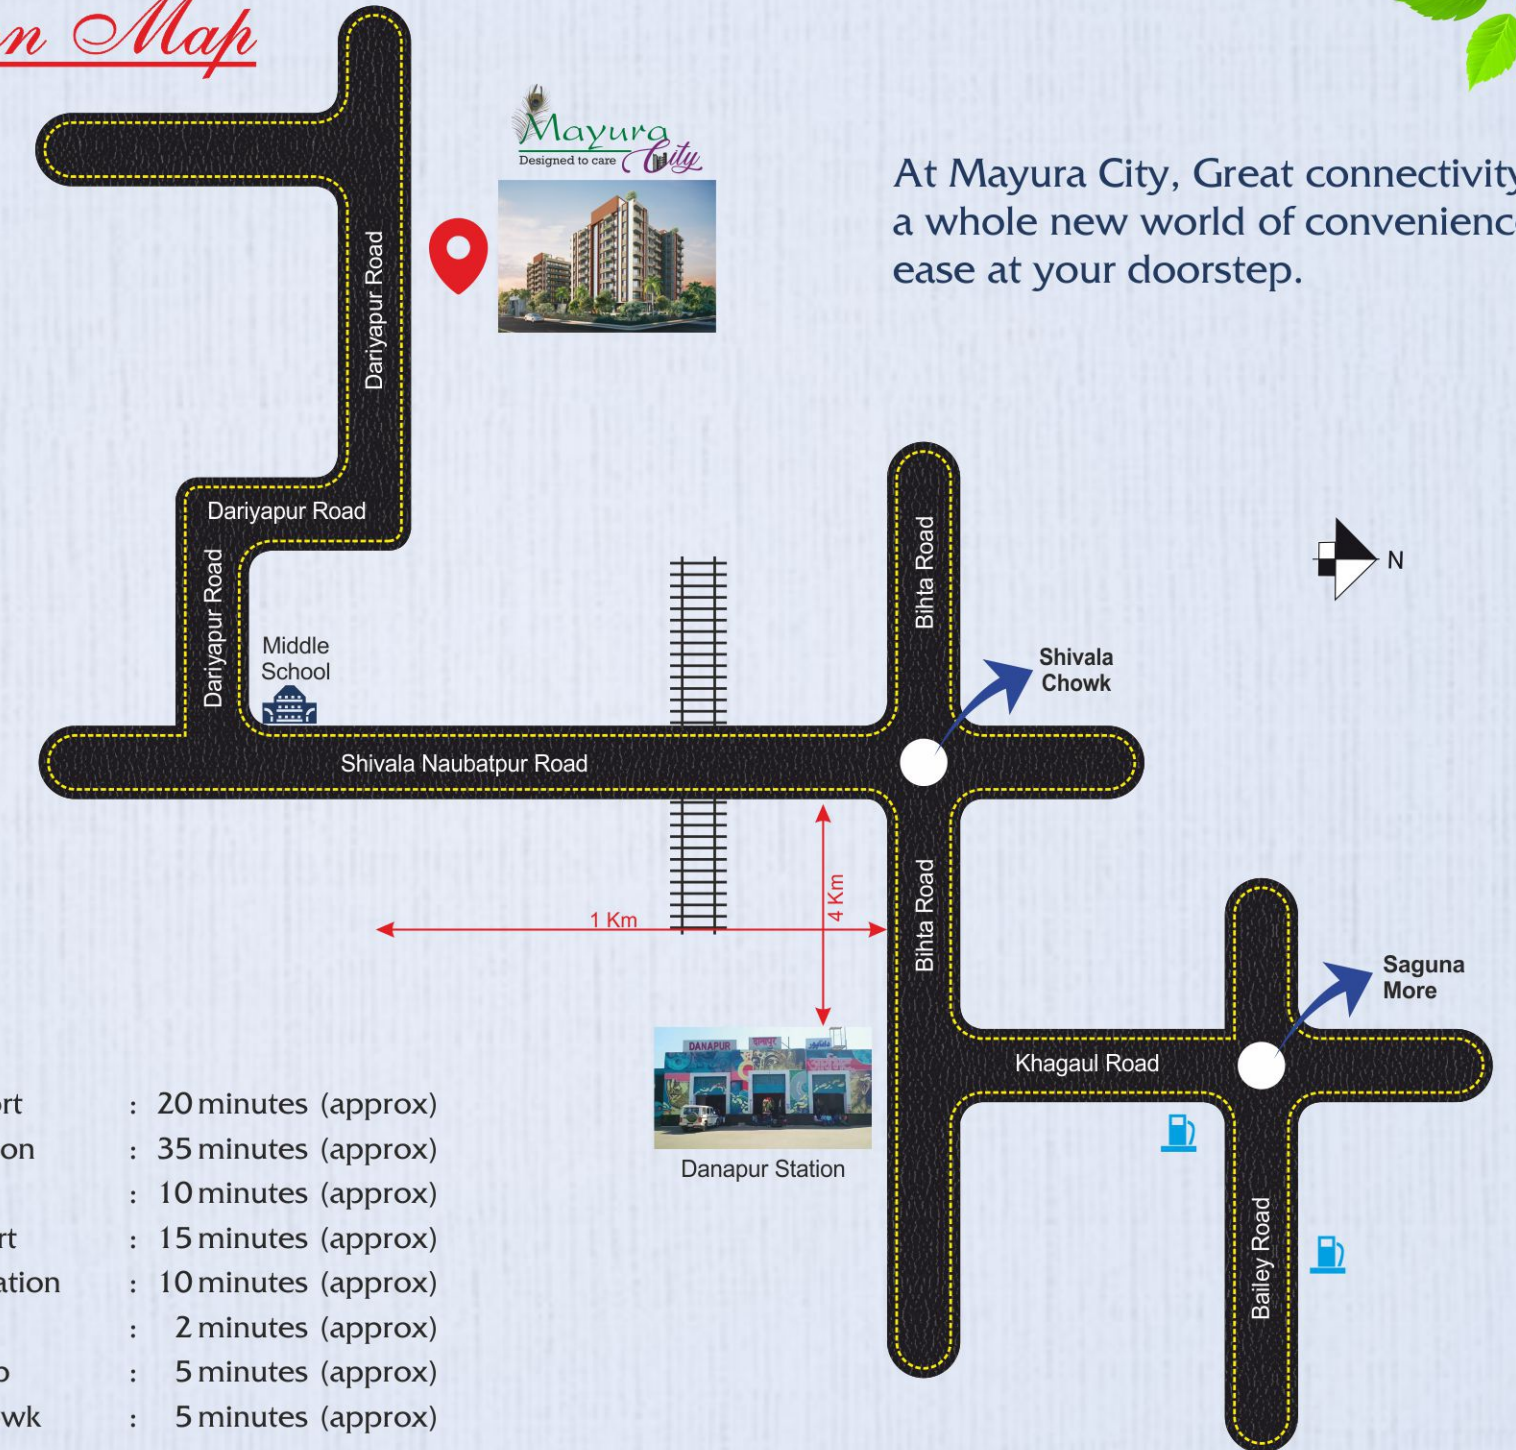 n Map
Mayura
City
Designed to care
At Mayura City, Great connectivity
a whole new world of convenience
ease at your doorstep.
Dariyapur Road
Dariyapur Road
Dariyapur Road
Bihta Road
N
Middle
School
Shivala
Chowk
Shivala Naubatpur Road
Bihta Road
4 Km
1 Km
Saguna
More
DANAPUR
दानापुर
Khagaul Road
Danapur Station
Bailey Road
rt : 20 minutes (approx)
on : 35 minutes (approx)
: 10 minutes (approx)
rt : 15 minutes (approx)
ation : 10 minutes (approx)
: 2 minutes (approx)
: 5 minutes (approx)
wk : 5 minutes (approx)